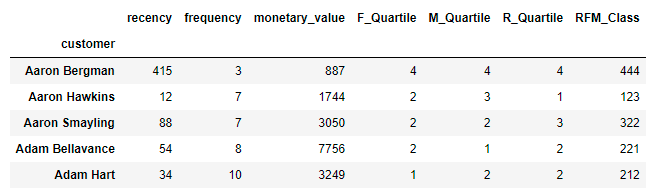 recency frequency monetary_value F_Quartile M_Quartile R_Quartile RFM_Class
customer
Aaron Bergman 415 3 887 4 4 4 444
Aaron Hawkins 12 7 1744 2 3 1 123
Aaron Smayling 88 7 3050 2 2 3 322
Adam Bellavance 54 8 7756 2 1 2 221
Adam Hart 34 10 3249 1 2 2 212